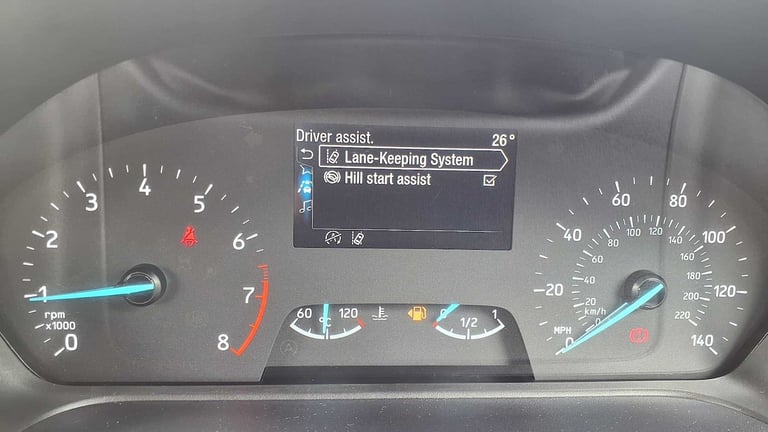 Driver assist. 26°
Lane-Keeping System
Hill start assist
0 1 2 3 4 5 6 7 8
rpm
x1000
60 120
°C
0 1/2 1
0 20 40 60 80 100 120 140
MPH
20 40 60 80 100 120 140 160 180 200 220
km/h
A